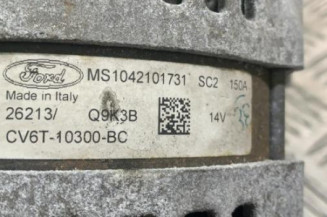 Ford MS1042101731 SC2 150A
Made in Italy
26213/ Q9K3B 14V
CV6T-10300-BC